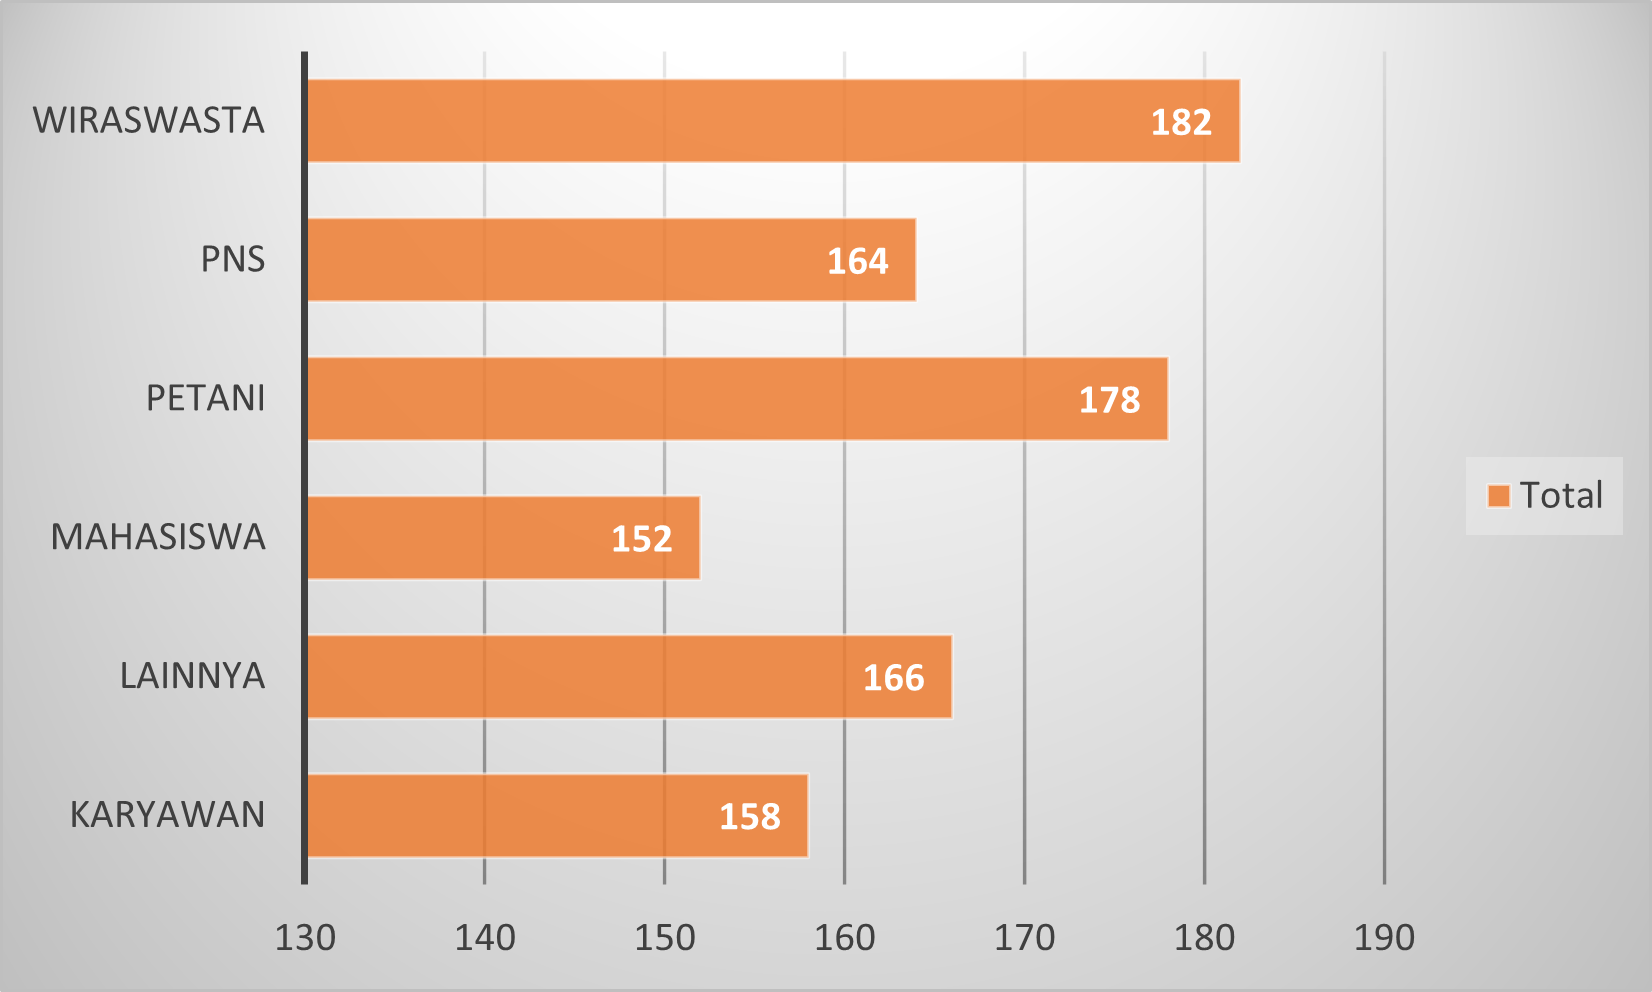 WIRASWASTA
182
PNS
164
PETANI
178
MAHASISWA
152
LAINNYA
166
KARYAWAN
158
130 140 150 160 170 180 190
Total